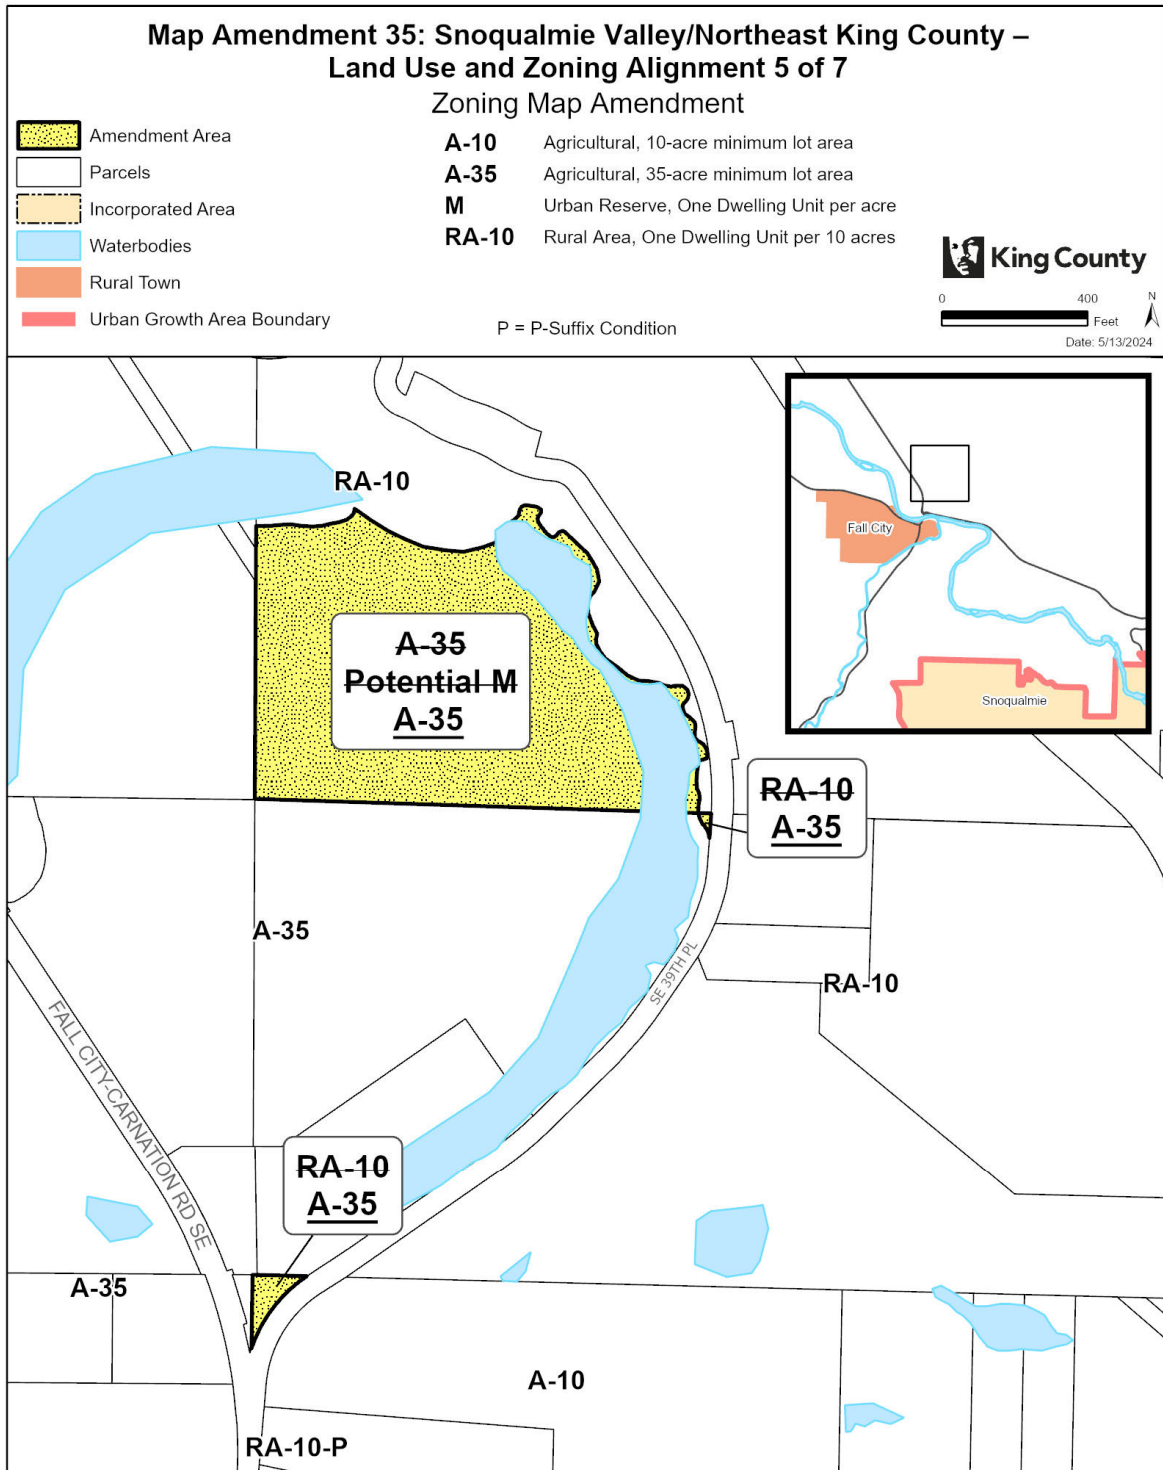 Map Amendment 35: Snoqualmie Valley/Northeast King County –
Land Use and Zoning Alignment 5 of 7
Zoning Map Amendment
Amendment Area
Parcels
Incorporated Area
Waterbodies
Rural Town
Urban Growth Area Boundary
A-10 Agricultural, 10-acre minimum lot area
A-35 Agricultural, 35-acre minimum lot area
M Urban Reserve, One Dwelling Unit per acre
RA-10 Rural Area, One Dwelling Unit per 10 acres
P = P-Suffix Condition
King County
0 400
Feet
N
Date: 5/13/2024
RA-10
Fall City
Snoqualmie
A-35
Potential M
A-35
RA-10
A-35
A-35
SE 39TH PL
RA-10
FALL CITY-CARNATION RD SE
RA-10
A-35
A-35
A-10
RA-10-P